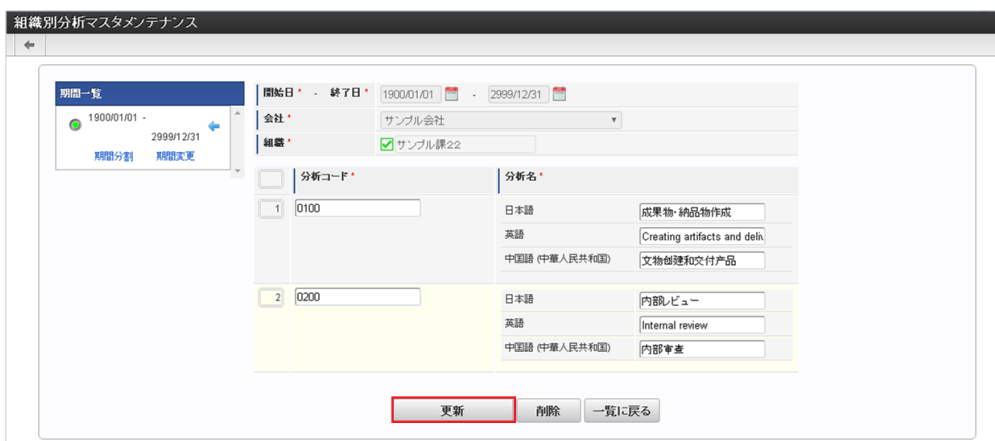 組織別分析マスタメンテナンス
期間一覧
1900/01/01 -
2999/12/31
期間分割 期間変更
開始日* - 終了日* 1900/01/01 - 2999/12/31
会社* サンプル会社
組織* サンプル課22
分析コード* 分析名*
1 0100 日本語 成果物・納品物作成
英語 Creating artifacts and deliv
中国語 (中華人民共和国) 文物创建和交付产品
2 0200 日本語 内部レビュー
英語 Internal review
中国語 (中華人民共和国) 内部审查
更新 削除 一覧に戻る